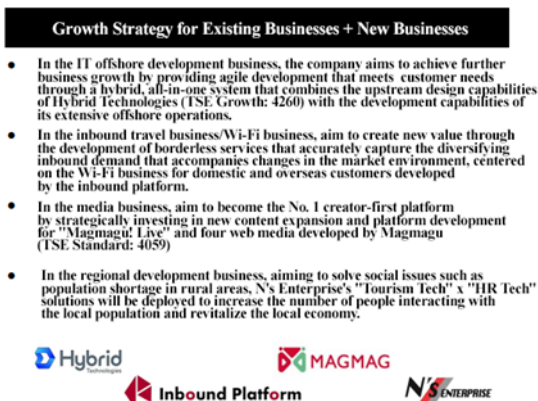 Growth Strategy for Existing Businesses + New Businesses
• In the IT offshore development business, the company aims to achieve further
business growth by providing agile development that meets customer needs
through a hybrid, all-in-one system that combines the upstream design capabilities
of Hybrid Technologies (TSE Growth: 4260) with the development capabilities of
its extensive offshore operations.
• In the inbound travel business/Wi-Fi business, aim to create new value through
the development of borderless services that accurately capture the diversifying
inbound demand that accompanies changes in the market environment, centered
on the Wi-Fi business for domestic and overseas customers developed
by the inbound platform.
• In the media business, aim to become the No. 1 creator-first platform
by strategically investing in new content expansion and platform development
for "Magmagu! Live" and four web media developed by Magmagu
(TSE Standard: 4059)
• In the regional development business, aiming to solve social issues such as
population shortage in rural areas, N's Enterprise's "Tourism Tech" x "HR Tech"
solutions will be deployed to increase the number of people interacting with
the local population and revitalize the local economy.
Hybrid
Technologies
MAGMAG
Inbound Platform
N'S ENTERPRISE